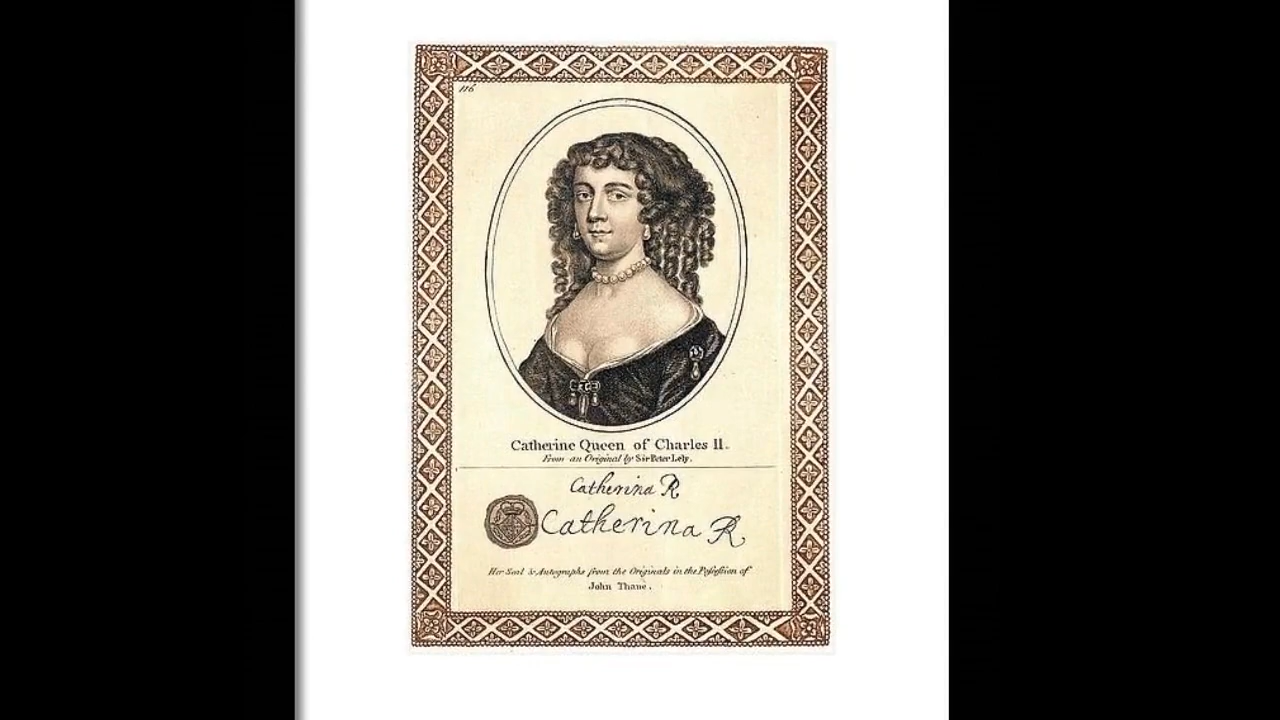 116
Catherine Queen of Charles II.
From an Original by Sir Peter Lely.
Catherina R
Catherina R
Her Seal & Autographs from the Originals in the Poſseſsion of
John Thane.